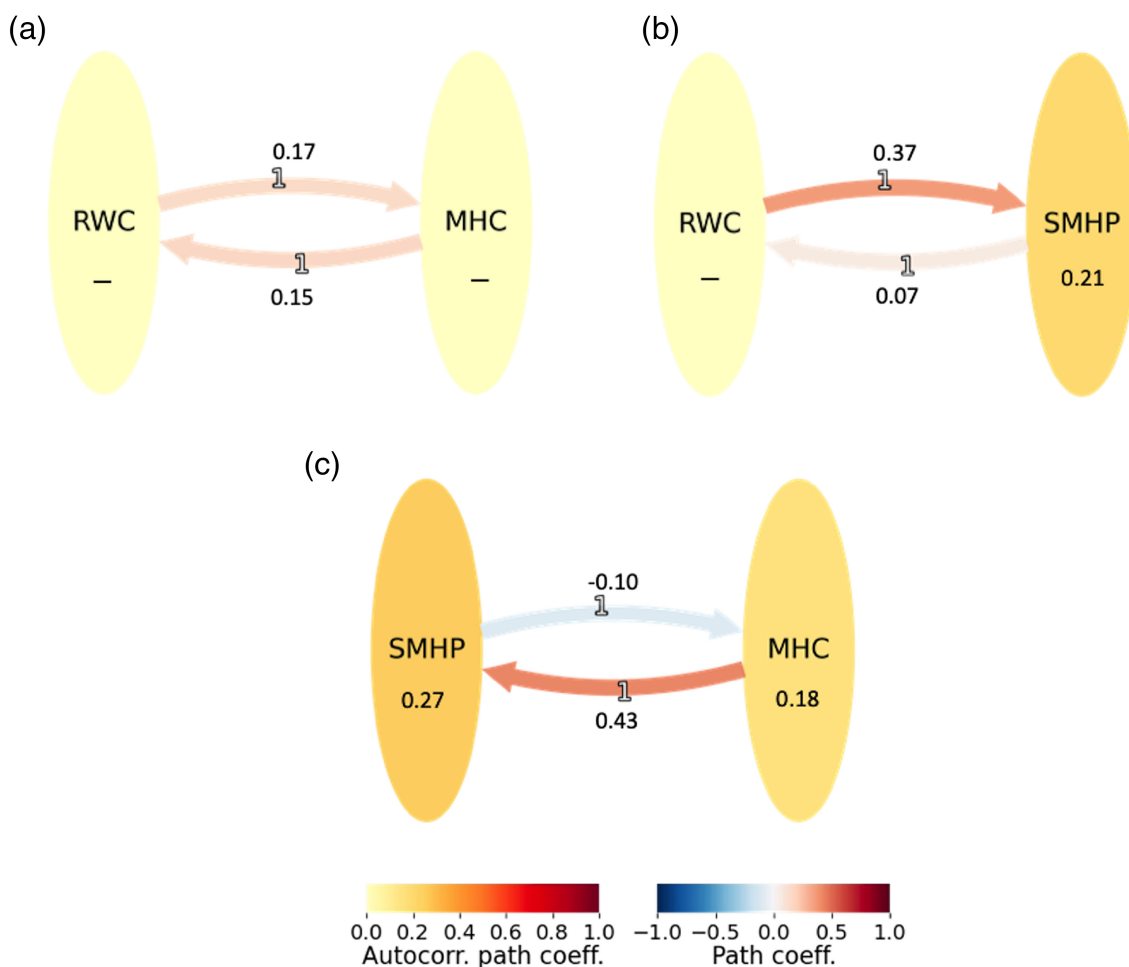 (a)
(b)
0.17
1
RWC
MHC
–
–
1
0.15
0.37
1
RWC
SMHP
–
0.21
1
0.07
(c)
-0.10
1
SMHP
MHC
0.27
0.18
1
0.43
0.0 0.2 0.4 0.6 0.8 1.0
Autocorr. path coeff.
−1.0 −0.5 0.0 0.5 1.0
Path coeff.